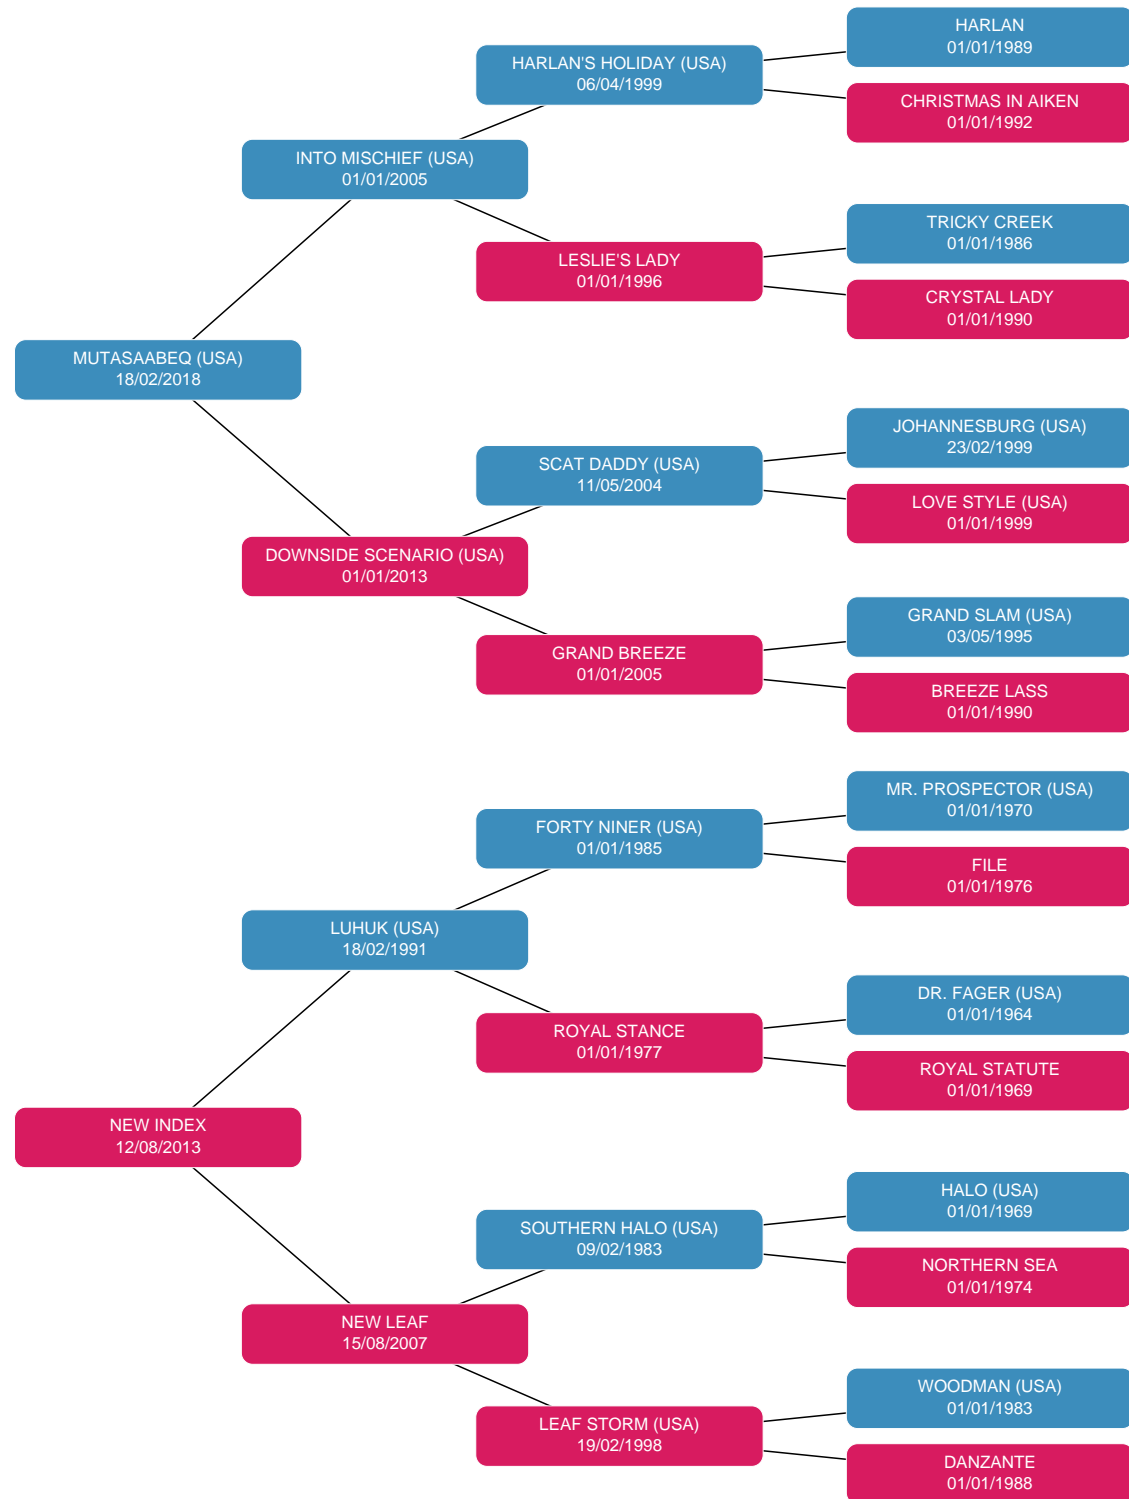 HARLAN
01/01/1989
HARLAN'S HOLIDAY (USA)
06/04/1999
CHRISTMAS IN AIKEN
01/01/1992
INTO MISCHIEF (USA)
01/01/2005
TRICKY CREEK
01/01/1986
LESLIE'S LADY
01/01/1996
CRYSTAL LADY
01/01/1990
MUTASAABEQ (USA)
18/02/2018
JOHANNESBURG (USA)
23/02/1999
SCAT DADDY (USA)
11/05/2004
LOVE STYLE (USA)
01/01/1999
DOWNSIDE SCENARIO (USA)
01/01/2013
GRAND SLAM (USA)
03/05/1995
GRAND BREEZE
01/01/2005
BREEZE LASS
01/01/1990
MR. PROSPECTOR (USA)
01/01/1970
FORTY NINER (USA)
01/01/1985
FILE
01/01/1976
LUHUK (USA)
18/02/1991
DR. FAGER (USA)
01/01/1964
ROYAL STANCE
01/01/1977
ROYAL STATUTE
01/01/1969
NEW INDEX
12/08/2013
HALO (USA)
01/01/1969
SOUTHERN HALO (USA)
09/02/1983
NORTHERN SEA
01/01/1974
NEW LEAF
15/08/2007
WOODMAN (USA)
01/01/1983
LEAF STORM (USA)
19/02/1998
DANZANTE
01/01/1988